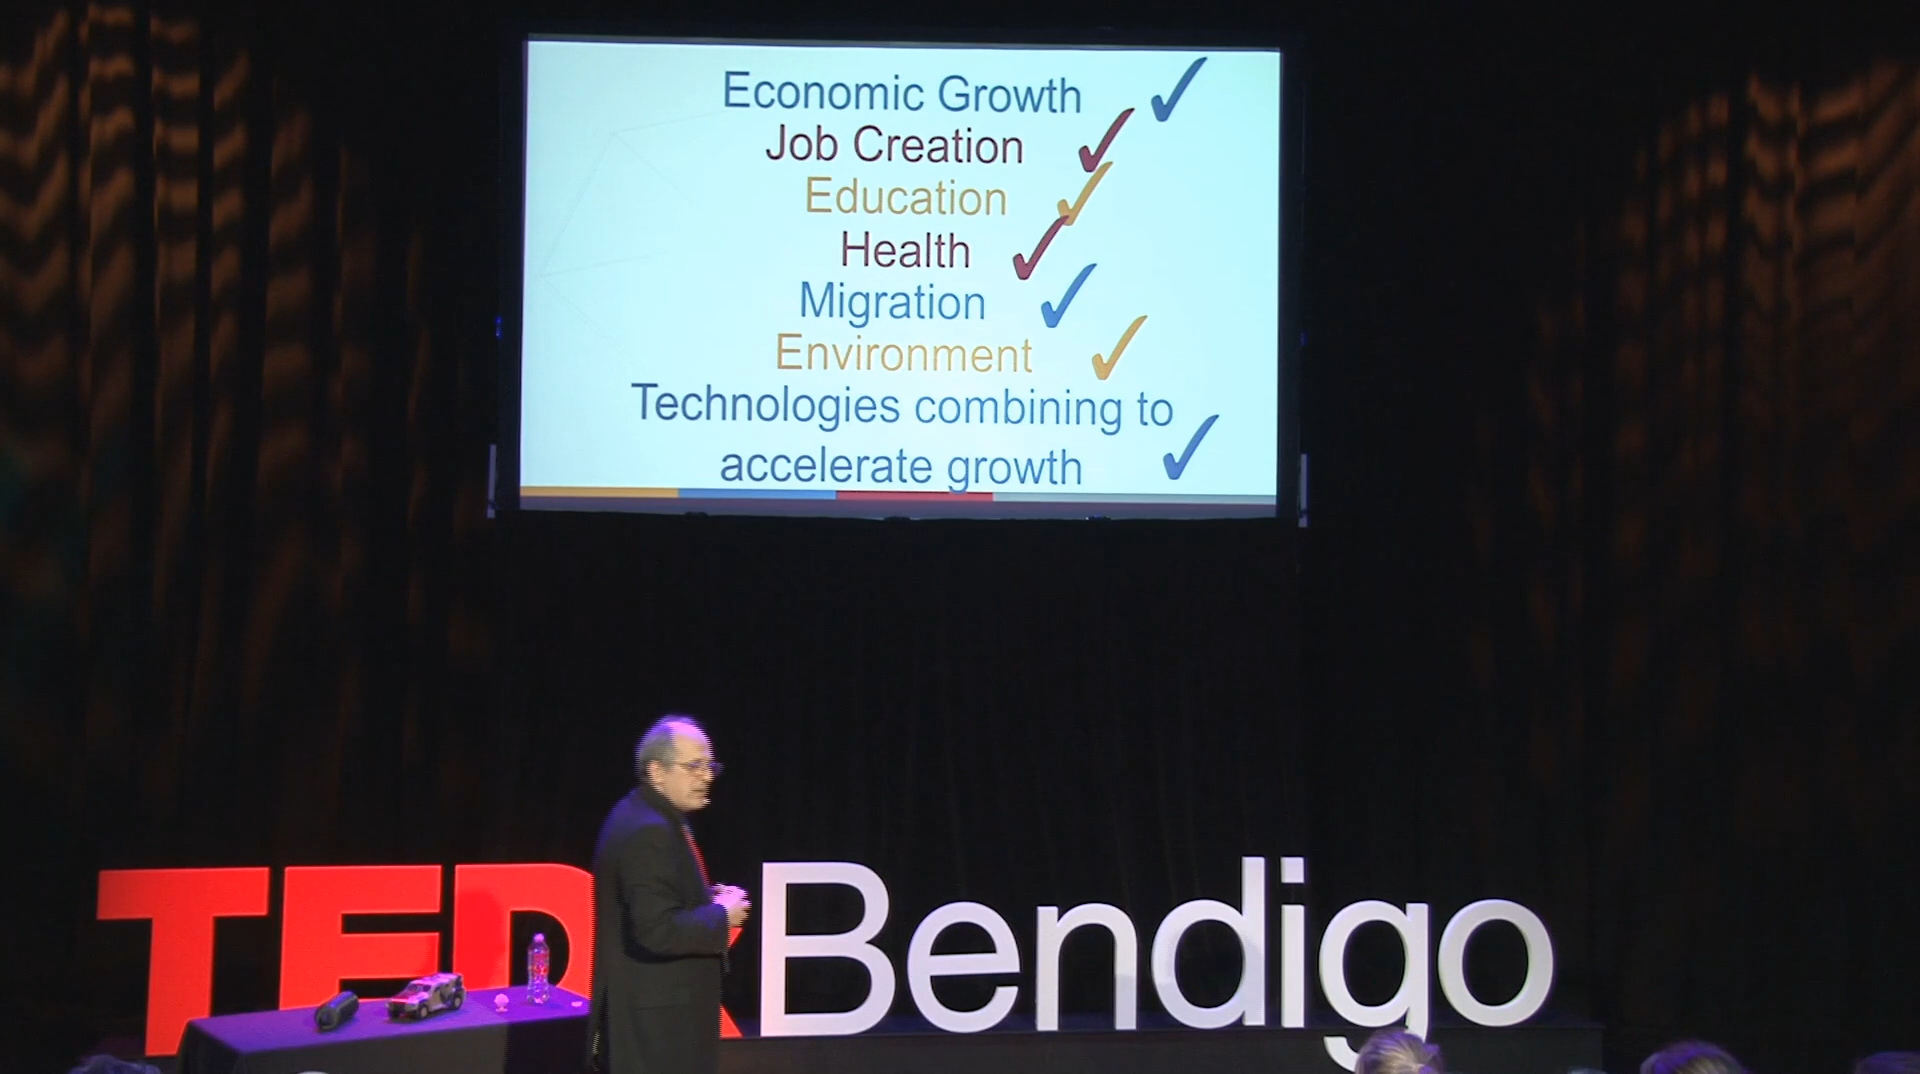 Economic Growth
Job Creation
Education
Health
Migration
Environment
Technologies combining to
accelerate growth
TEDxBendigo